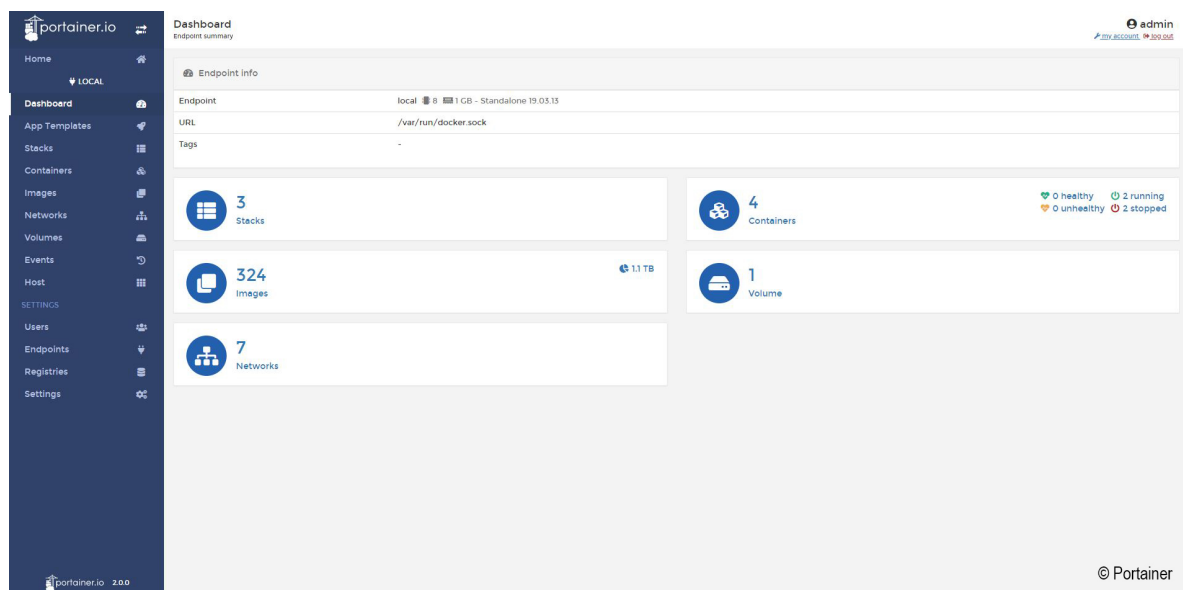 portainer.io
Home
LOCAL
Dashboard
App Templates
Stacks
Containers
Images
Networks
Volumes
Events
Host
SETTINGS
Users
Endpoints
Registries
Settings
portainer.io 2.0.0
Dashboard
Endpoint summary
admin
my account log out
Endpoint info
Endpoint local 8 1 GB - Standalone 19.03.13
URL /var/run/docker.sock
Tags -
3
Stacks
4
Containers
0 healthy 2 running
0 unhealthy 2 stopped
324
Images
1.1 TB
1
Volume
7
Networks
© Portainer